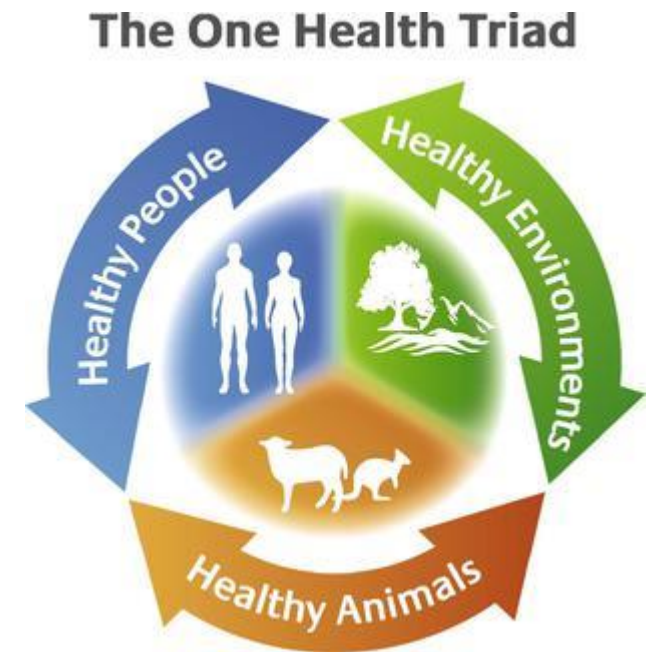 The One Health Triad
Healthy People
Healthy Environments
Healthy Animals